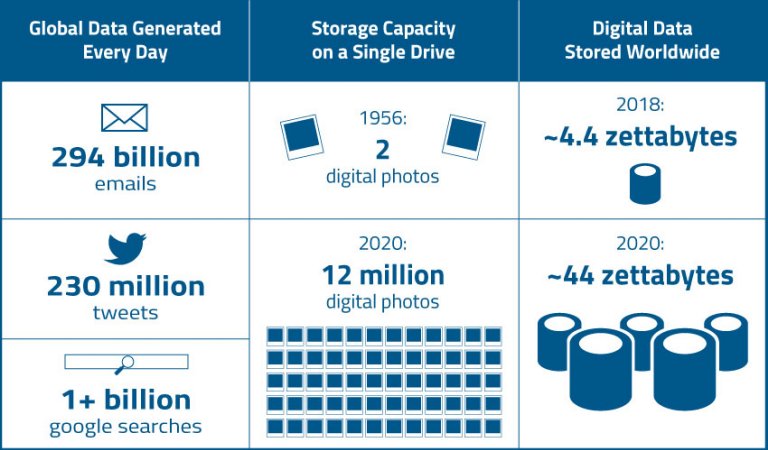 Global Data Generated
Every Day
294 billion
emails
230 million
tweets
1+ billion
google searches
Storage Capacity
on a Single Drive
1956:
2
digital photos
2020:
12 million
digital photos
Digital Data
Stored Worldwide
2018:
~4.4 zettabytes
2020:
~44 zettabytes